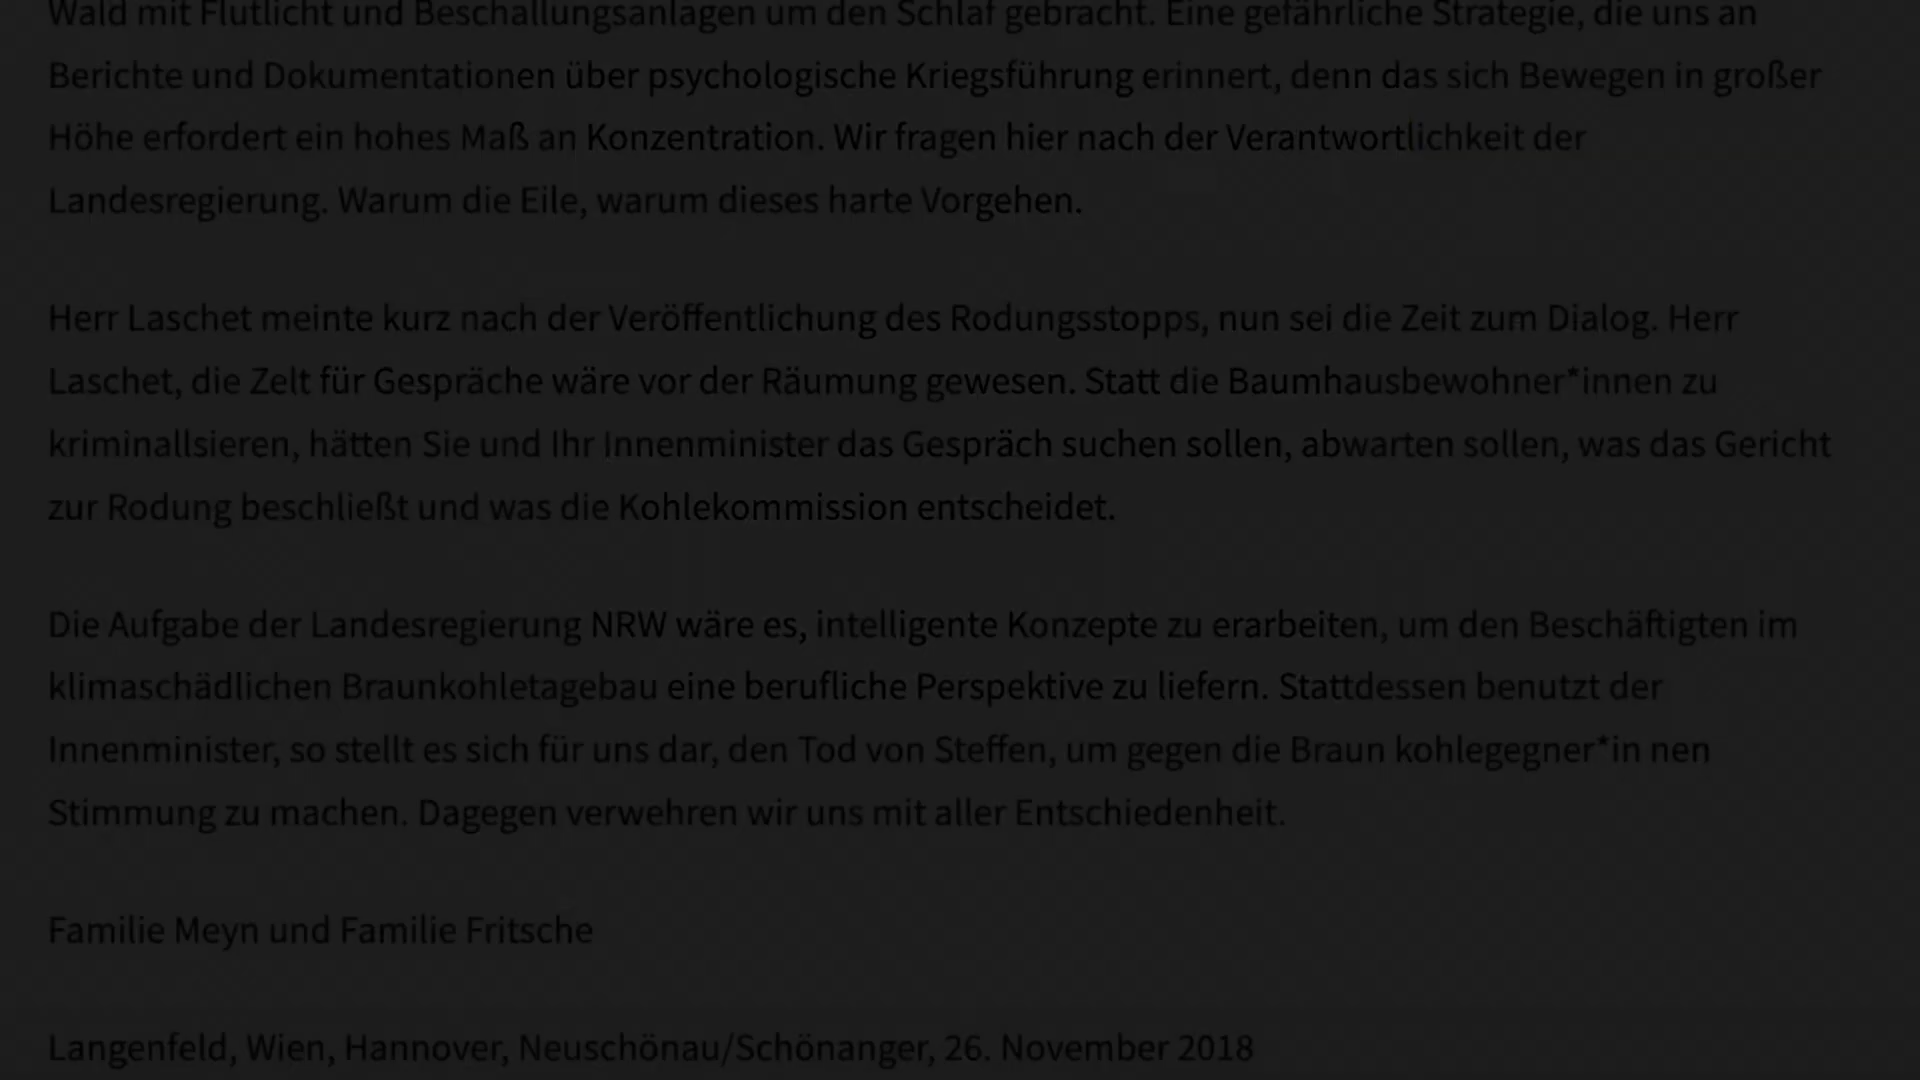 Wald mit Flutlicht und Beschallungsanlagen um den Schlaf gebracht. Eine gefährliche Strategie, die uns an
Berichte und Dokumentationen über psychologische Kriegsführung erinnert, denn das sich Bewegen in großer
Höhe erfordert ein hohes Maß an Konzentration. Wir fragen hier nach der Verantwortlichkeit der
Landesregierung. Warum die Eile, warum dieses harte Vorgehen.
Herr Laschet meinte kurz nach der Veröffentlichung des Rodungsstopps, nun sei die Zeit zum Dialog. Herr
Laschet, die Zelt für Gespräche wäre vor der Räumung gewesen. Statt die Baumhausbewohner*innen zu
kriminallsieren, hätten Sie und Ihr Innenminister das Gespräch suchen sollen, abwarten sollen, was das Gericht
zur Rodung beschließt und was die Kohlekommission entscheidet.
Die Aufgabe der Landesregierung NRW wäre es, intelligente Konzepte zu erarbeiten, um den Beschäftigten im
klimaschädlichen Braunkohletagebau eine berufliche Perspektive zu liefern. Stattdessen benutzt der
Innenminister, so stellt es sich für uns dar, den Tod von Steffen, um gegen die Braun kohlegegner*in nen
Stimmung zu machen. Dagegen verwehren wir uns mit aller Entschiedenheit.
Familie Meyn und Familie Fritsche
Langenfeld, Wien, Hannover, Neuschönau/Schönanger, 26. November 2018